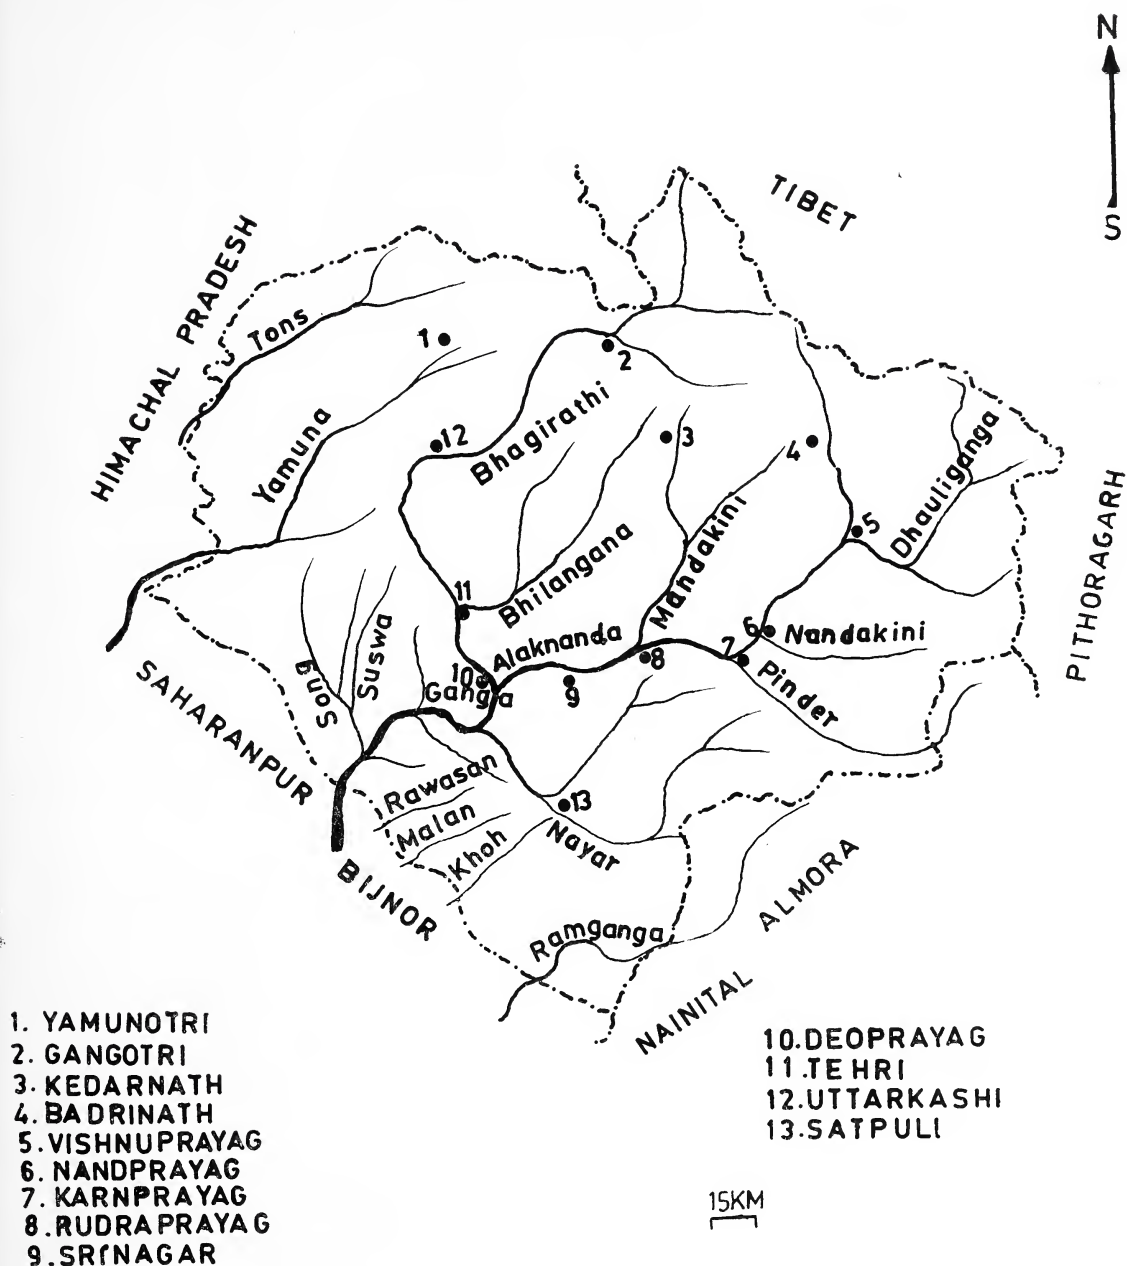 N
S
TIBET
HIMACHAL PRADESH
Tons
1
2
Yamuna
12
Bhagirathi
3
4
Dhauliganga
5
PITHORAGARH
Bhilangana
Mandakini
11
6
Nandakini
Alaknanda
7
8
10
9
Ganga
Pinder
Song
Suswa
SAHARANPUR
Rawasan
13
Malan
Nayar
Khoh
BIJNOR
ALMORA
Ramganga
NAINITAL
1. YAMUNOTRI
2. GANGOTRI
3. KEDARNATH
4. BADRINATH
5. VISHNUPRAYAG
6. NANDPRAYAG
7. KARNPRAYAG
8. RUDRAPRAYAG
9. SRINAGAR
10. DEOPRAYAG
11. TEHRI
12. UTTARKASHI
13. SATPULI
15KM